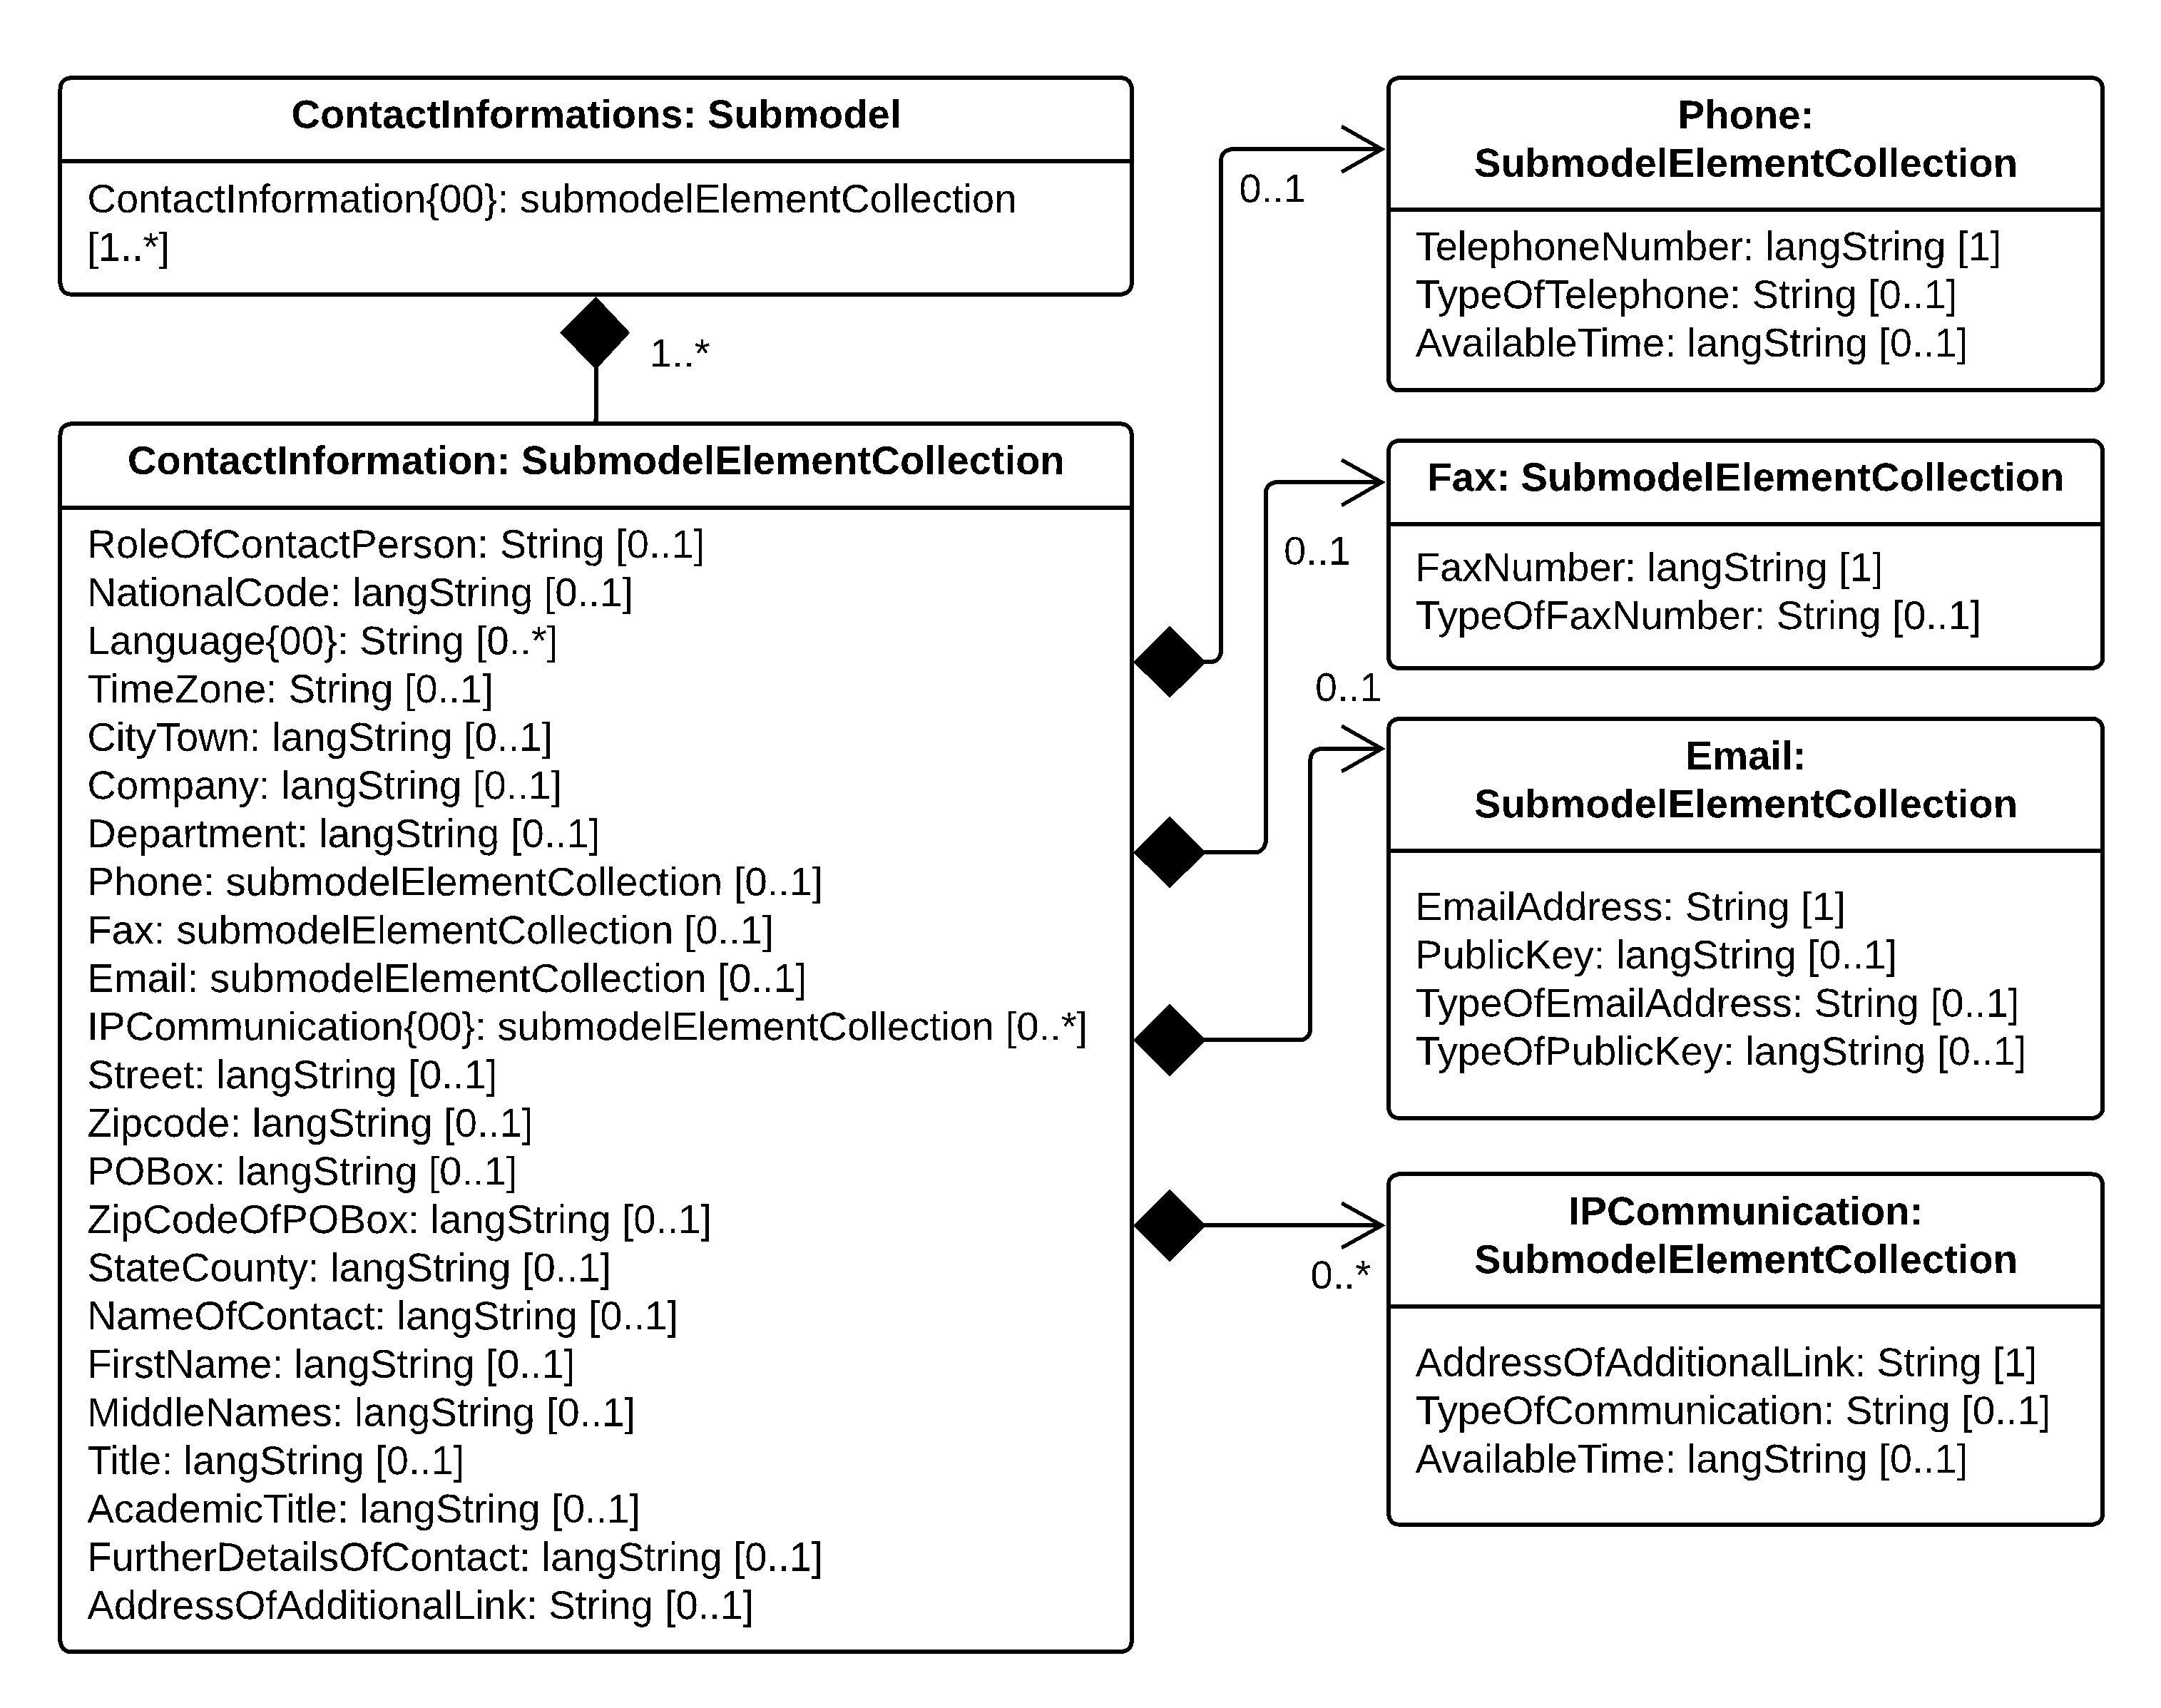 ContactInformations: Submodel
ContactInformation{00}: submodelElementCollection
[1..*]
1..*
ContactInformation: SubmodelElementCollection
RoleOfContactPerson: String [0..1]
NationalCode: langString [0..1]
Language{00}: String [0..*]
TimeZone: String [0..1]
CityTown: langString [0..1]
Company: langString [0..1]
Department: langString [0..1]
Phone: submodelElementCollection [0..1]
Fax: submodelElementCollection [0..1]
Email: submodelElementCollection [0..1]
IPCommunication{00}: submodelElementCollection [0..*]
Street: langString [0..1]
Zipcode: langString [0..1]
POBox: langString [0..1]
ZipCodeOfPOBox: langString [0..1]
StateCounty: langString [0..1]
NameOfContact: langString [0..1]
FirstName: langString [0..1]
MiddleNames: langString [0..1]
Title: langString [0..1]
AcademicTitle: langString [0..1]
FurtherDetailsOfContact: langString [0..1]
AddressOfAdditionalLink: String [0..1]
0..1
Phone:
SubmodelElementCollection
TelephoneNumber: langString [1]
TypeOfTelephone: String [0..1]
AvailableTime: langString [0..1]
0..1
Fax: SubmodelElementCollection
FaxNumber: langString [1]
TypeOfFaxNumber: String [0..1]
0..1
Email:
SubmodelElementCollection
EmailAddress: String [1]
PublicKey: langString [0..1]
TypeOfEmailAddress: String [0..1]
TypeOfPublicKey: langString [0..1]
0..*
IPCommunication:
SubmodelElementCollection
AddressOfAdditionalLink: String [1]
TypeOfCommunication: String [0..1]
AvailableTime: langString [0..1]